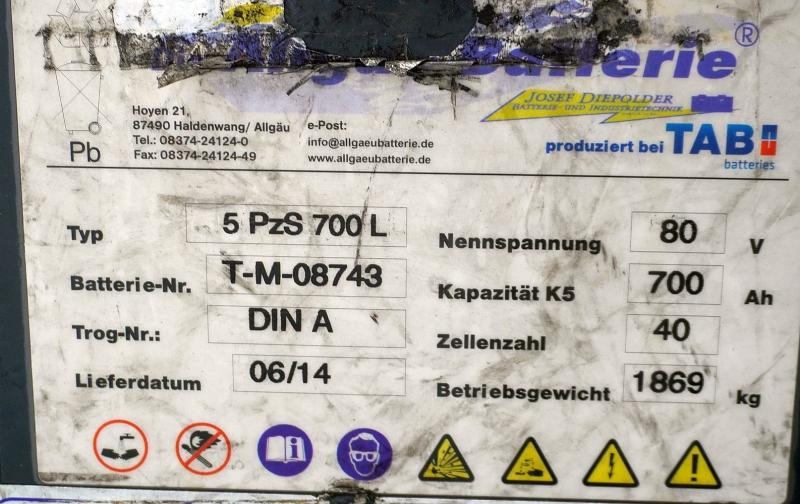 Allgäu Batterie®
JOSEF DIEPOLDER
BATTERIE- UND INDUSTRIETECHNIK
Hoyen 21,
87490 Haldenwang/ Allgäu
Tel.: 08374-24124-0
Fax: 08374-24124-49
e-Post:
info@allgaeubatterie.de
www.allgaeubatterie.de
produziert bei TAB
batteries
Pb
Typ 5 PzS 700 L
Batterie-Nr. T-M-08743
Trog-Nr.: DIN A
Lieferdatum 06/14
Nennspannung 80 V
Kapazität K5 700 Ah
Zellenzahl 40
Betriebsgewicht 1869 kg